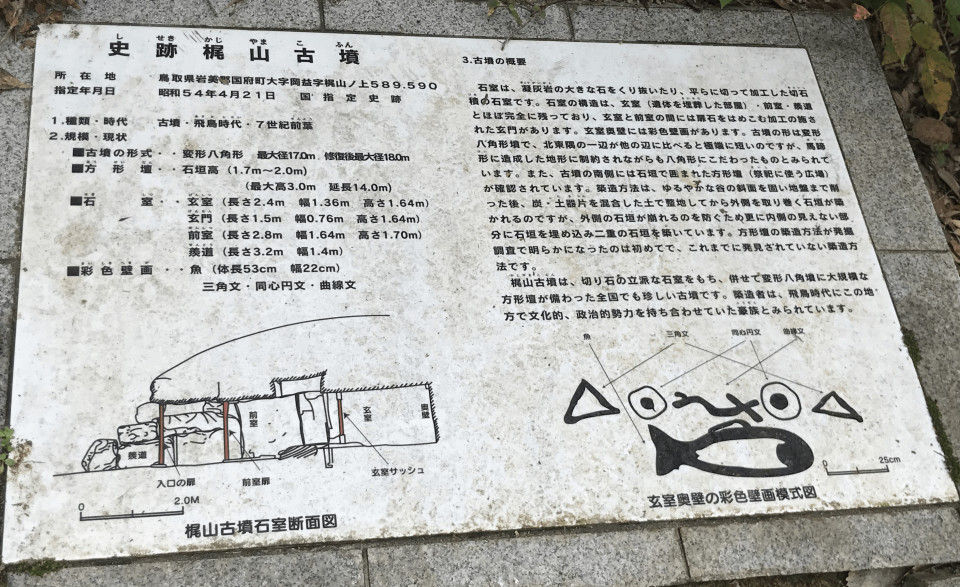 史跡梶山古墳
し せき かじ やま こ ふん
所在地 鳥取県岩美郡国府町大字岡益字梶山ノ上589.590
指定年月日 昭和54年4月21日 国指定史跡
1.種類・時代 古墳・飛鳥時代・7世紀前葉
2.規模・現状
■古墳の形式・・変形八角形 最大径17.0m 修復後最大径18.0m
■方形壇・・石垣高（1.7m～2.0m）
（最大高3.0m 延長14.0m）
■石室・・玄室（長さ2.4m 幅1.36m 高さ1.64m）
玄門（長さ1.5m 幅0.76m 高さ1.64m）
前室（長さ2.8m 幅1.64m 高さ1.70m）
羨道（長さ3.2m 幅1.4m）
■彩色壁画・・魚（体長53cm 幅22cm）
三角文・同心円文・曲線文
前室
玄室
奥壁
羨道
入口の扉
前室扉
玄室サッシュ
0 2.0M
梶山古墳石室断面図
3.古墳の概要
石室は、凝灰岩の大きな石をくり抜いたり、平らに切って加工した切石
積の石室です。石室の構造は、玄室（遺体を埋葬した部屋）・前室・羨道
とほぼ完全に残っており、玄室と前室の間には扉石をはめこむ加工の施さ
れた玄門があります。玄室奥壁には彩色壁画があります。古墳の形は変形
八角形墳で、北東隅の一辺が他の辺に比べると極端に短いのですが、馬蹄
形に造成した地形に制約されながらも八角形にこだわったものとみられて
います。また、古墳の南側には石垣で囲まれた方形壇（祭祀に使う広場）
が確認されています。築造方法は、ゆるやかな谷の斜面を固い地盤まで削
った後、炭・土器片を混合した土で整地してから外側を取り巻く石垣が築
かれるのですが、外側の石垣が崩れるのを防ぐため更に内側の見えない部
分に石垣を埋め込み二重の石垣を築いています。方形壇の築造方法が発掘
調査で明らかになったのは初めてで、これまでに発見されていない築造方
法です。
梶山古墳は、切り石の立派な石室をもち、併せて変形八角墳に大規模な
方形壇が備わった全国でも珍しい古墳です。築造者は、飛鳥時代にこの地
方で文化的、政治的勢力を持ち合わせていた豪族とみられています。
魚 三角文 同心円文 曲線文
0 25cm
玄室奥壁の彩色壁画模式図